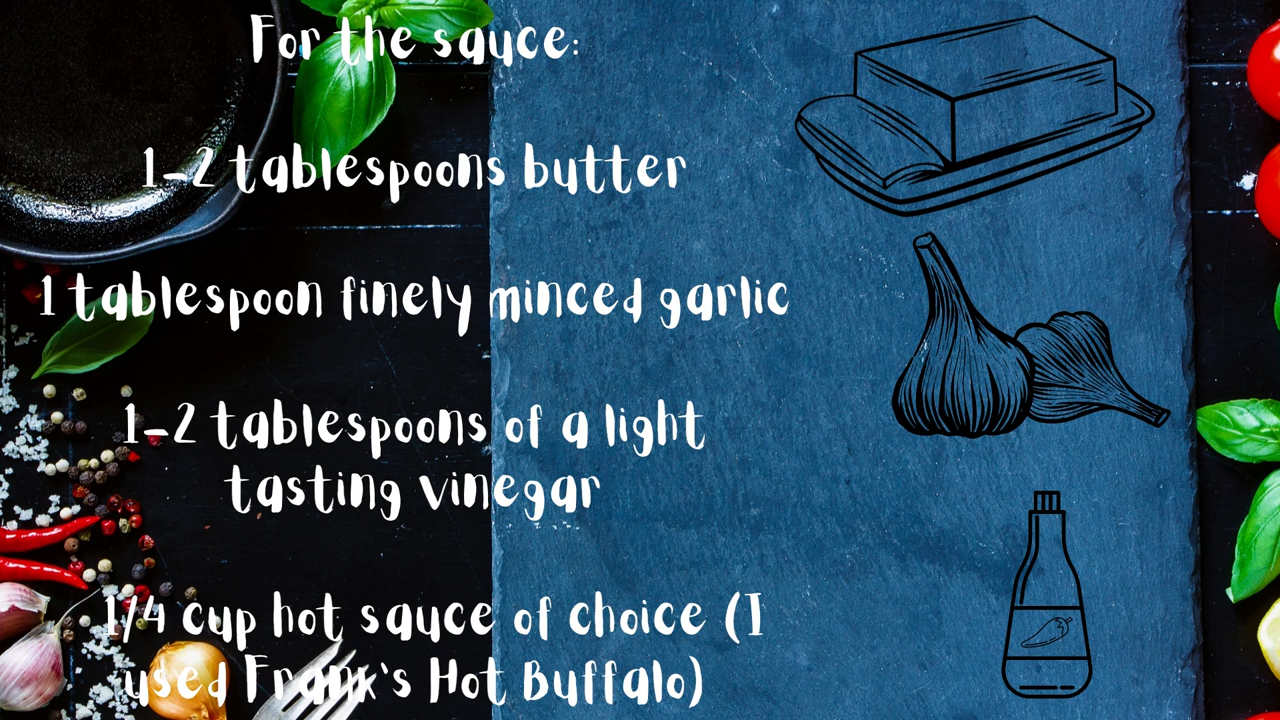 For the sauce:
1-2 tablespoons butter
1 tablespoon finely minced garlic
1-2 tablespoons of a light
tasting vinegar
1/4 cup hot sauce of choice (I
used Frank's Hot Buffalo)